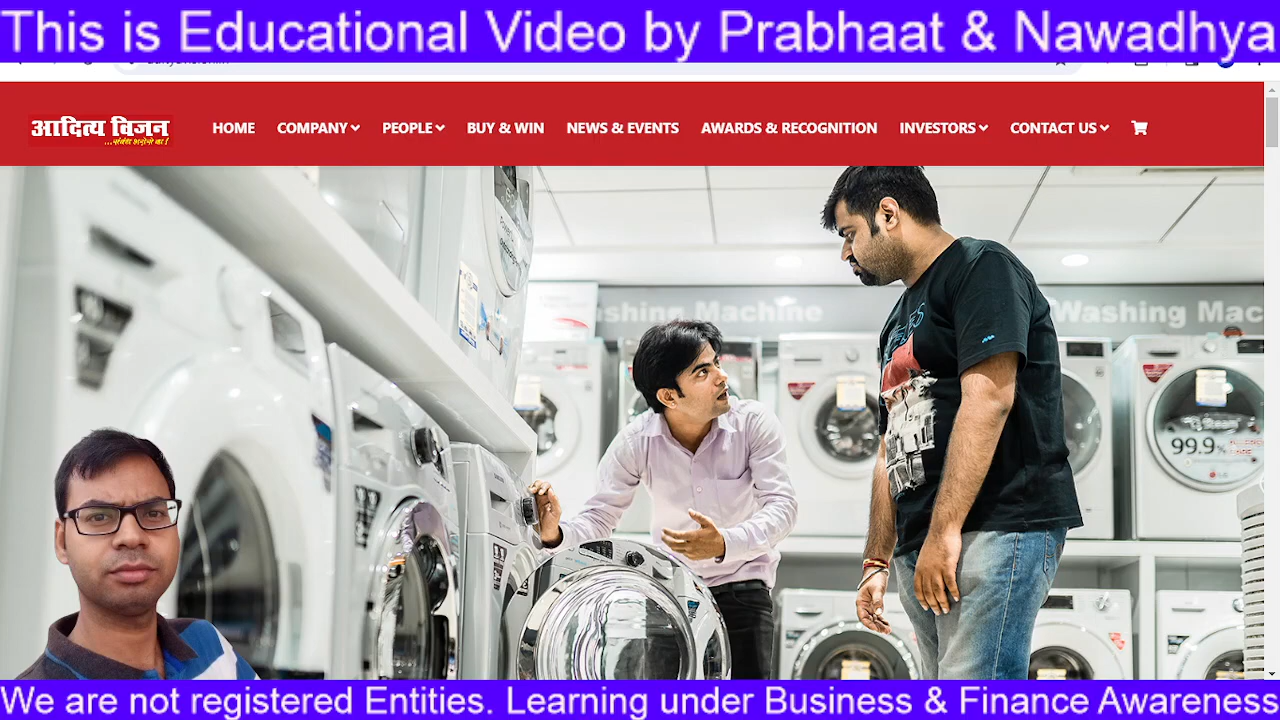 This is Educational Video by Prabhaat & Nawadhya
आदित्य विजन
HOME COMPANY PEOPLE BUY & WIN NEWS & EVENTS AWARDS & RECOGNITION INVESTORS CONTACT US
Washing Machine
Washing Mac
99.9
LG
We are not registered Entities. Learning under Business & Finance Awareness